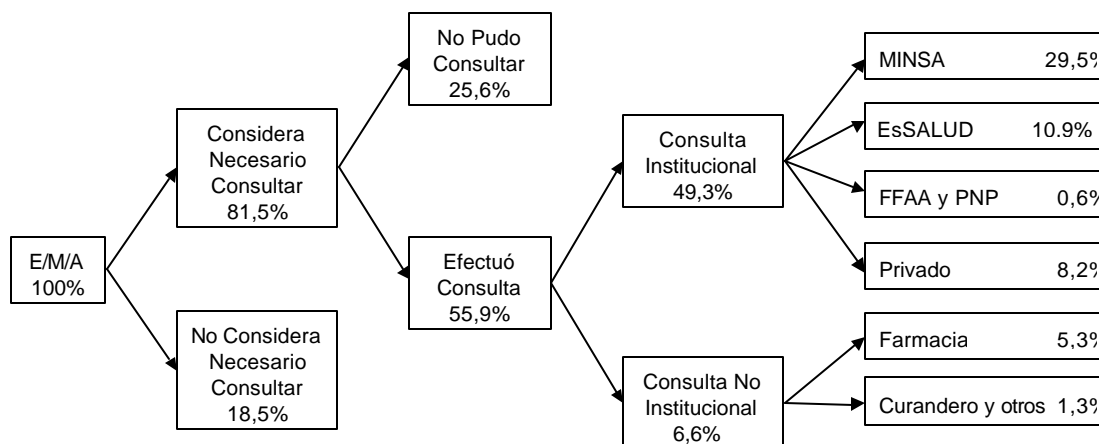 E/M/A
100%
Considera
Necesario
Consultar
81,5%
No Considera
Necesario
Consultar
18,5%
No Pudo
Consultar
25,6%
Efectuó
Consulta
55,9%
Consulta
Institucional
49,3%
Consulta No
Institucional
6,6%
MINSA 29,5%
EsSALUD 10.9%
FFAA y PNP 0,6%
Privado 8,2%
Farmacia 5,3%
Curandero y otros 1,3%